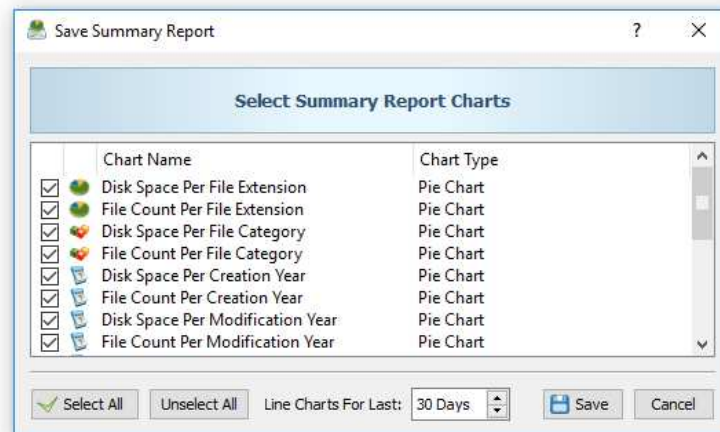 Save Summary Report
Select Summary Report Charts
Chart Name Chart Type
Disk Space Per File Extension Pie Chart
File Count Per File Extension Pie Chart
Disk Space Per File Category Pie Chart
File Count Per File Category Pie Chart
Disk Space Per Creation Year Pie Chart
File Count Per Creation Year Pie Chart
Disk Space Per Modification Year Pie Chart
File Count Per Modification Year Pie Chart
Select All Unselect All Line Charts For Last: 30 Days Save Cancel